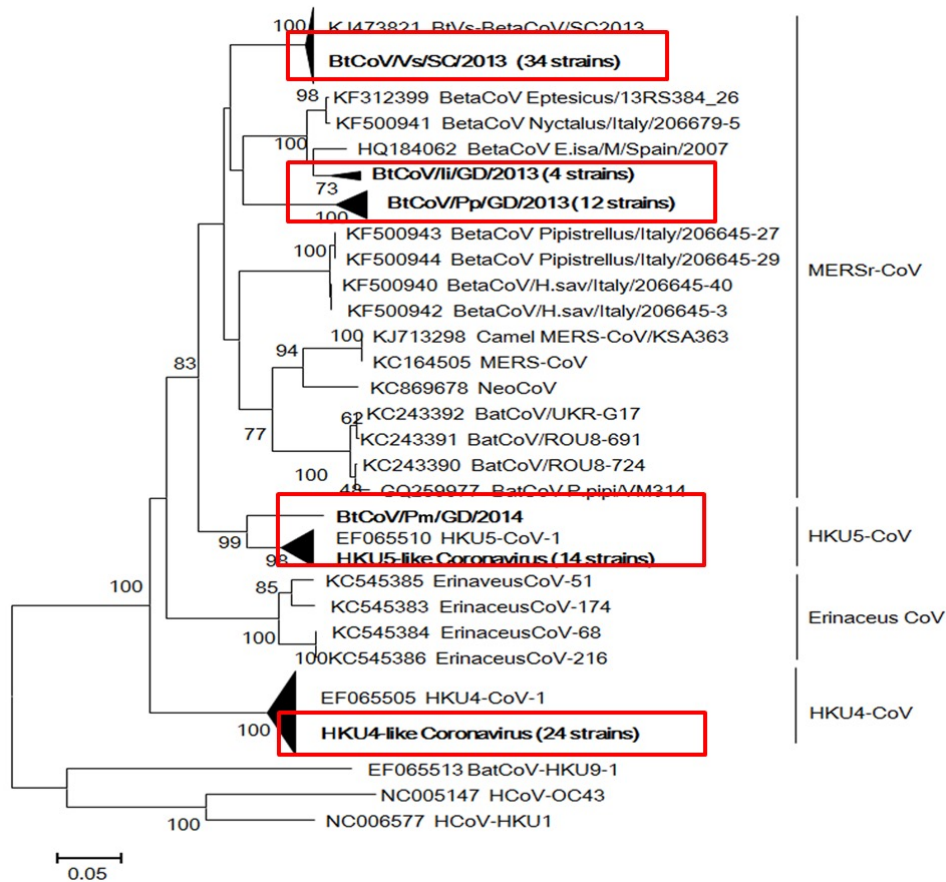 100
KJ473821 BtVs-BetaCoV/SC2013
BtCoV/Vs/SC/2013 (34 strains)
98
KF312399 BetaCoV Eptesicus/13RS384_26
KF500941 BetaCoV Nyctalus/Italy/206679-5
100
HQ184062 BetaCoV E.isa/M/Spain/2007
BtCoV/Ii/GD/2013 (4 strains)
73
BtCoV/Pp/GD/2013 (12 strains)
100
KF500943 BetaCoV Pipistrellus/Italy/206645-27
100
KF500944 BetaCoV Pipistrellus/Italy/206645-29
MERSr-CoV
KF500940 BetaCoV/H.sav/Italy/206645-40
KF500942 BetaCoV/H.sav/Italy/206645-3
100
KJ713298 Camel MERS-CoV/KSA363
94
KC164505 MERS-CoV
83
KC869678 NeoCoV
62
KC243392 BatCoV/UKR-G17
77
KC243391 BatCoV/ROU8-691
KC243390 BatCoV/ROU8-724
100
48
GQ259977 BatCoV P.pipi/VM314
BtCoV/Pm/GD/2014
99
EF065510 HKU5-CoV-1
HKU5-CoV
98
HKU5-like Coronavirus (14 strains)
100
85
KC545385 ErinaveusCoV-51
KC545383 ErinaceusCoV-174
Erinaceus CoV
100
KC545384 ErinaceusCoV-68
100
KC545386 ErinaceusCoV-216
EF065505 HKU4-CoV-1
HKU4-CoV
100
HKU4-like Coronavirus (24 strains)
EF065513 BatCoV-HKU9-1
NC005147 HCoV-OC43
100
NC006577 HCoV-HKU1
0.05